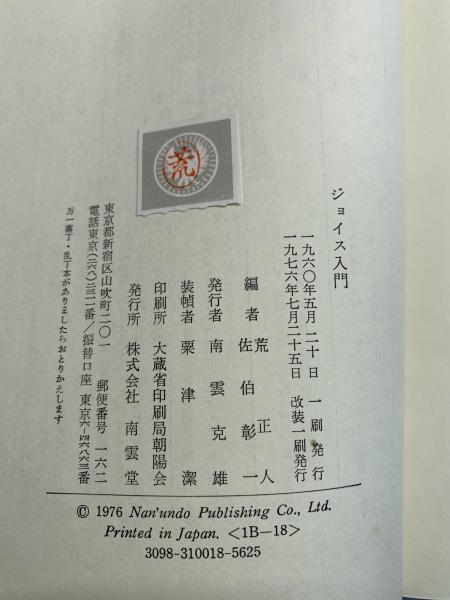 荒
ジョイス入門
一九六〇年五月二十日 一刷発行
一九七六年七月二十五日 改装一刷発行
編者 荒正人
佐伯彰一
発行者 南雲克雄
装幀者 粟津潔
印刷所 大蔵省印刷局朝陽会
発行所 株式会社 南雲堂
東京都新宿区山吹町二〇一 郵便番号 一六二
電話東京(二六八)二三一一番/振替口座 東京六-四六八六三番
万一落丁・乱丁本がありましたらおとりかえします
© 1976 Nan'undo Publishing Co., Ltd.
Printed in Japan. <1B-18>
3098-310018-5625